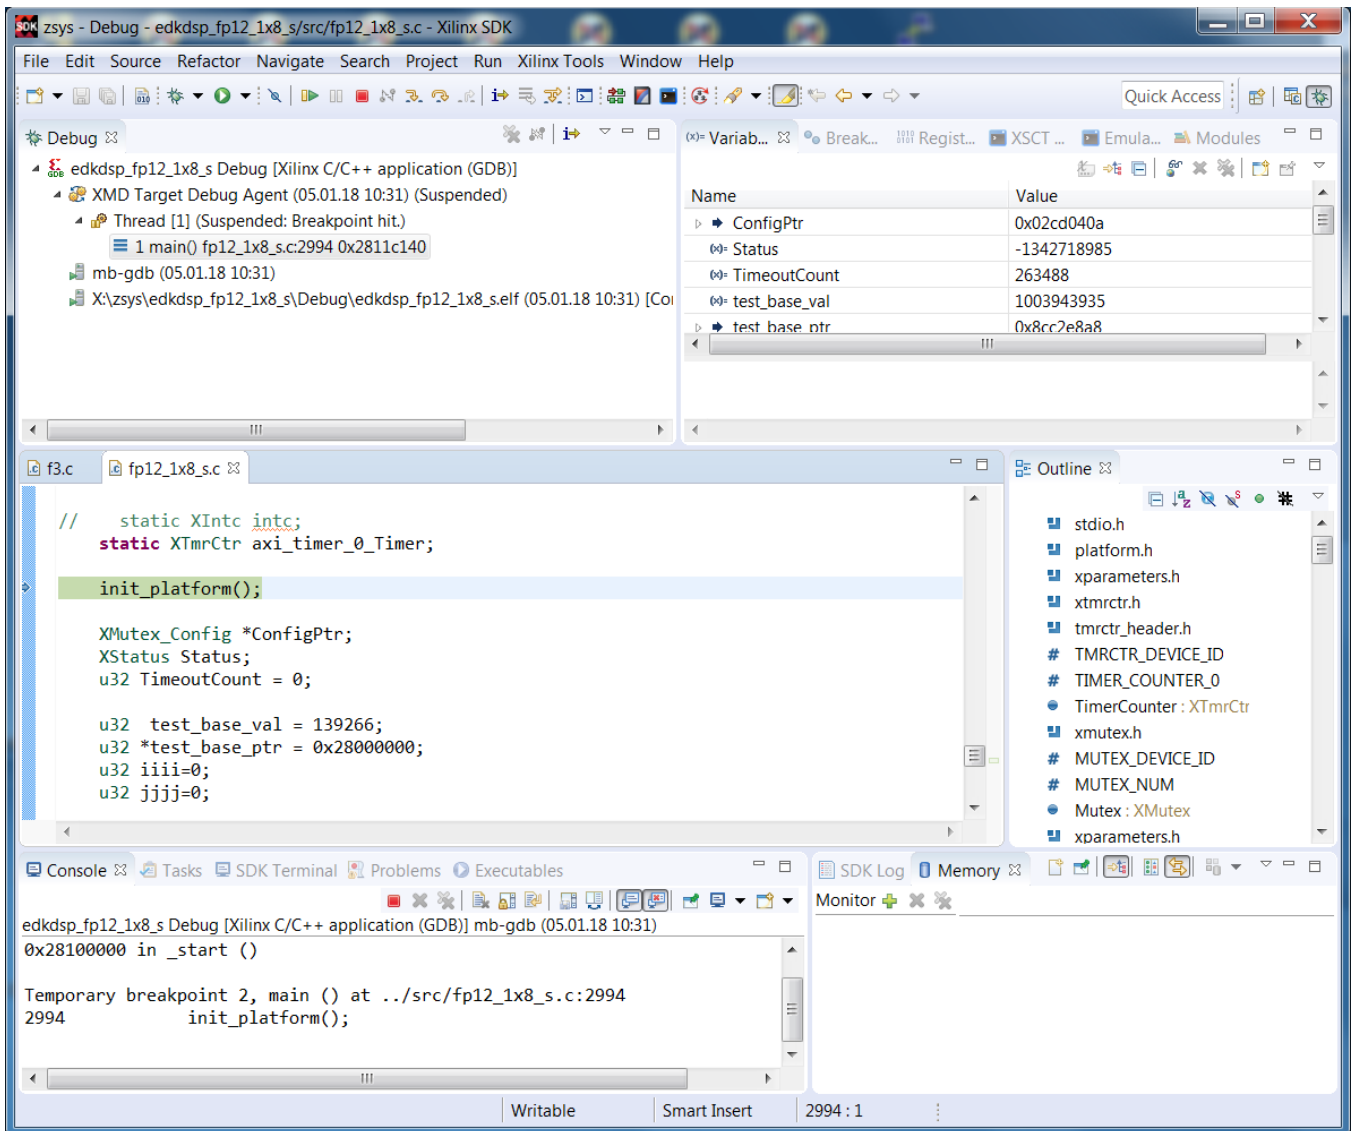 SDK zsys - Debug - edkdsp_fp12_1x8_s/src/fp12_1x8_s.c - Xilinx SDK
File Edit Source Refactor Navigate Search Project Run Xilinx Tools Window Help
Quick Access
Debug
edkdsp_fp12_1x8_s Debug [Xilinx C/C++ application (GDB)]
XMD Target Debug Agent (05.01.18 10:31) (Suspended)
Thread [1] (Suspended: Breakpoint hit.)
1 main() fp12_1x8_s.c:2994 0x2811c140
mb-gdb (05.01.18 10:31)
X:\zsys\edkdsp_fp12_1x8_s\Debug\edkdsp_fp12_1x8_s.elf (05.01.18 10:31) [Co
(x)= Variab... Break... Regist... XSCT ... Emula... Modules
Name Value
ConfigPtr 0x02cd040a
(x)= Status -1342718985
(x)= TimeoutCount 263488
(x)= test_base_val 1003943935
test_base_ptr 0x8cc2e8a8
f3.c fp12_1x8_s.c
// static XIntc intc;
static XTmrCtr axi_timer_0_Timer;
init_platform();
XMutex_Config *ConfigPtr;
XStatus Status;
u32 TimeoutCount = 0;
u32 test_base_val = 139266;
u32 *test_base_ptr = 0x28000000;
u32 iiii=0;
u32 jjjj=0;
Outline
stdio.h
platform.h
xparameters.h
xtmrctr.h
tmrctr_header.h
# TMRCTR_DEVICE_ID
# TIMER_COUNTER_0
TimerCounter : XTmrCtr
xmutex.h
# MUTEX_DEVICE_ID
# MUTEX_NUM
Mutex : XMutex
xparameters.h
Console Tasks SDK Terminal Problems Executables
edkdsp_fp12_1x8_s Debug [Xilinx C/C++ application (GDB)] mb-gdb (05.01.18 10:31)
0x28100000 in _start ()
Temporary breakpoint 2, main () at ../src/fp12_1x8_s.c:2994
2994 init_platform();
SDK Log Memory
Monitor
Writable Smart Insert 2994 : 1